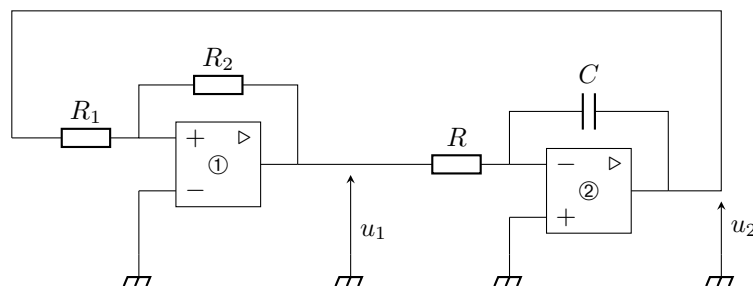 R₂
C
R₁
+
▷
①
−
R
−
▷
②
+
u₁
u₂